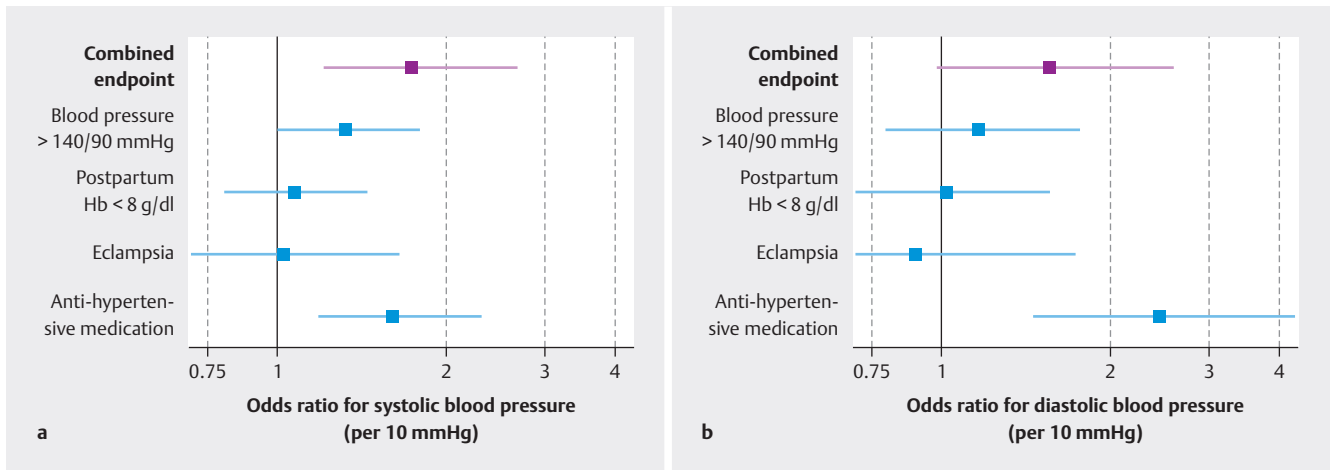 Combined
endpoint
Blood pressure
> 140/90 mmHg
Postpartum
Hb < 8 g/dl
Eclampsia
Anti-hyperten-
sive medication
0.75 1 2 3 4
Odds ratio for systolic blood pressure
(per 10 mmHg)
a
Combined
endpoint
Blood pressure
> 140/90 mmHg
Postpartum
Hb < 8 g/dl
Eclampsia
Anti-hyperten-
sive medication
0.75 1 2 3 4
Odds ratio for diastolic blood pressure
(per 10 mmHg)
b